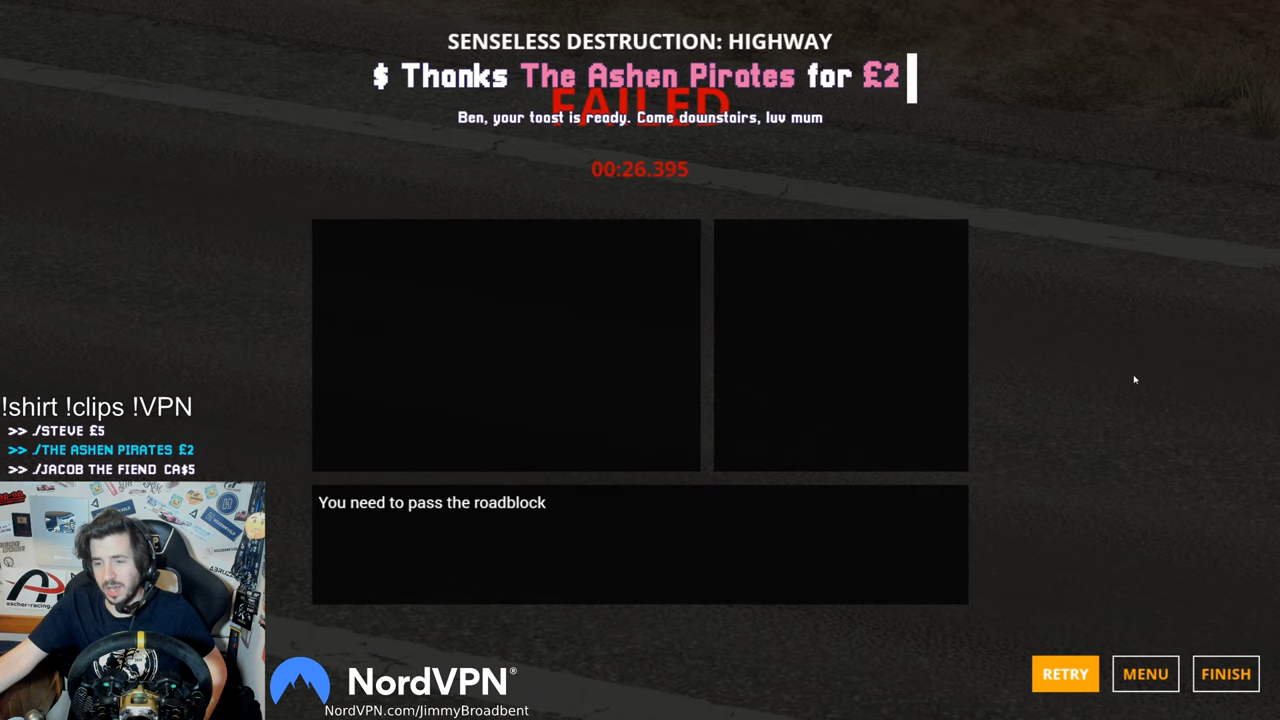 SENSELESS DESTRUCTION: HIGHWAY
$ Thanks The Ashen Pirates for £2
FAILED
Ben, your toast is ready. Come downstairs, luv mum
00:26.395
You need to pass the roadblock
!shirt !clips !VPN
>> ./STEVE £5
>> ./THE ASHEN PIRATES £2
>> ./JACOB THE FIEND CA$5
ascher-racing.
NordVPN®
NordVPN.com/JimmyBroadbent
RETRY
MENU
FINISH